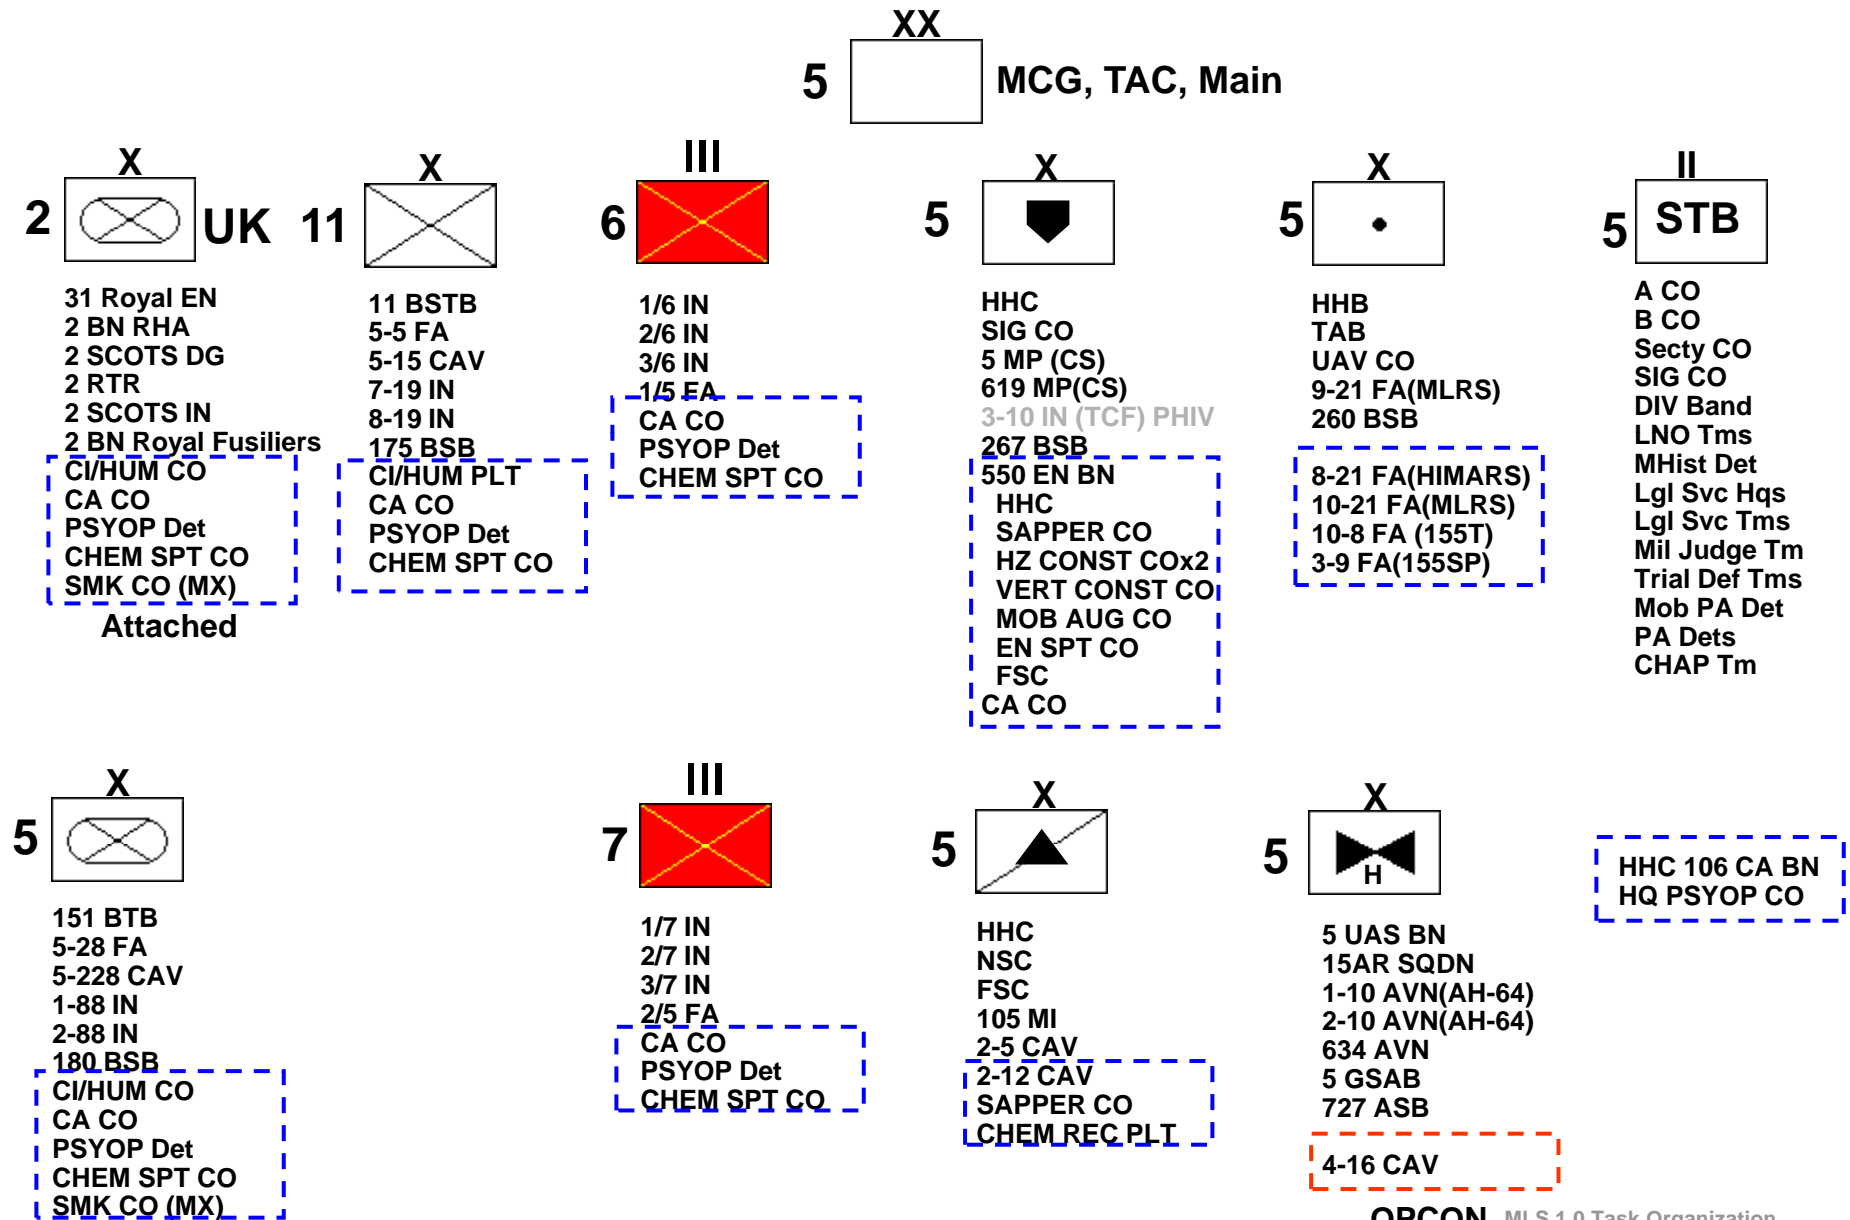 XX
5 MCG, TAC, Main
X
2 UK
31 Royal EN
2 BN RHA
2 SCOTS DG
2 RTR
2 SCOTS IN
2 BN Royal Fusiliers
CI/HUM CO
CA CO
PSYOP Det
CHEM SPT CO
SMK CO (MX)
Attached
X
11
11 BSTB
5-5 FA
5-15 CAV
7-19 IN
8-19 IN
175 BSB
CI/HUM PLT
CA CO
PSYOP Det
CHEM SPT CO
III
6
1/6 IN
2/6 IN
3/6 IN
1/5 FA
CA CO
PSYOP Det
CHEM SPT CO
X
5
HHC
SIG CO
5 MP (CS)
619 MP(CS)
3-10 IN (TCF) PHIV
267 BSB
550 EN BN
HHC
SAPPER CO
HZ CONST COx2
VERT CONST CO
MOB AUG CO
EN SPT CO
FSC
CA CO
X
5
HHB
TAB
UAV CO
9-21 FA(MLRS)
260 BSB
8-21 FA(HIMARS)
10-21 FA(MLRS)
10-8 FA (155T)
3-9 FA(155SP)
II
5 STB
A CO
B CO
Secty CO
SIG CO
DIV Band
LNO Tms
MHist Det
Lgl Svc Hqs
Lgl Svc Tms
Mil Judge Tm
Trial Def Tms
Mob PA Det
PA Dets
CHAP Tm
X
5
151 BTB
5-28 FA
5-228 CAV
1-88 IN
2-88 IN
180 BSB
CI/HUM CO
CA CO
PSYOP Det
CHEM SPT CO
SMK CO (MX)
III
7
1/7 IN
2/7 IN
3/7 IN
2/5 FA
CA CO
PSYOP Det
CHEM SPT CO
X
5
HHC
NSC
FSC
105 MI
2-5 CAV
2-12 CAV
SAPPER CO
CHEM REC PLT
X
5 H
5 UAS BN
15AR SQDN
1-10 AVN(AH-64)
2-10 AVN(AH-64)
634 AVN
5 GSAB
727 ASB
4-16 CAV
OPCON
HHC 106 CA BN
HQ PSYOP CO
MLS 1.0 Task Organization